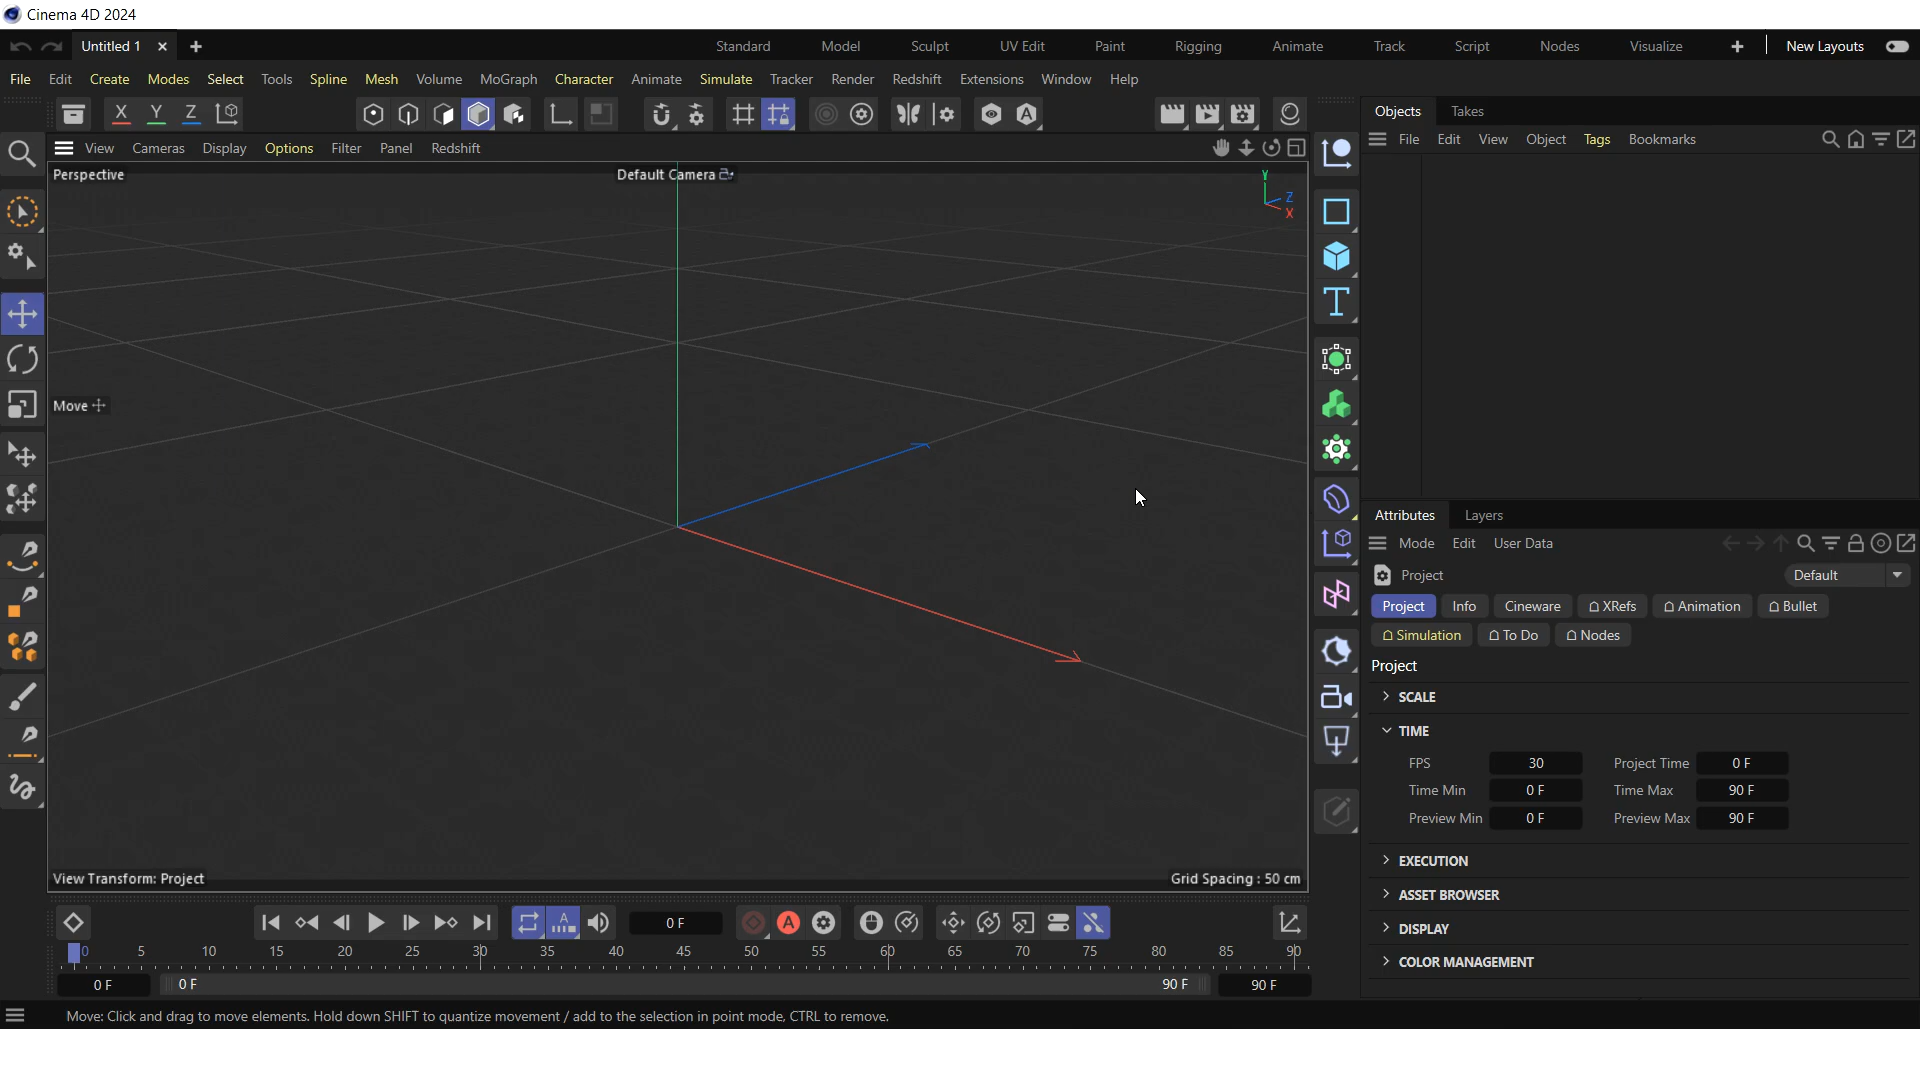 Cinema 4D 2024
Untitled 1
Standard Model Sculpt UV Edit Paint Rigging Animate Track Script Nodes Visualize New Layouts
File Edit Create Modes Select Tools Spline Mesh Volume MoGraph Character Animate Simulate Tracker Render Redshift Extensions Window Help
X Y Z
Objects Takes
File Edit View Object Tags Bookmarks
View Cameras Display Options Filter Panel Redshift
Perspective
Default Camera
Y
Z
X
Move
View Transform: Project
Grid Spacing : 50 cm
Attributes Layers
Mode Edit User Data
Project
Default
Project Info Cineware XRefs Animation Bullet
Simulation To Do Nodes
Project
SCALE
TIME
FPS 30 Project Time 0 F
Time Min 0 F Time Max 90 F
Preview Min 0 F Preview Max 90 F
EXECUTION
ASSET BROWSER
DISPLAY
COLOR MANAGEMENT
0 F
0 5 10 15 20 25 30 35 40 45 50 55 60 65 70 75 80 85 90
0 F 0 F 90 F 90 F
Move: Click and drag to move elements. Hold down SHIFT to quantize movement / add to the selection in point mode, CTRL to remove.